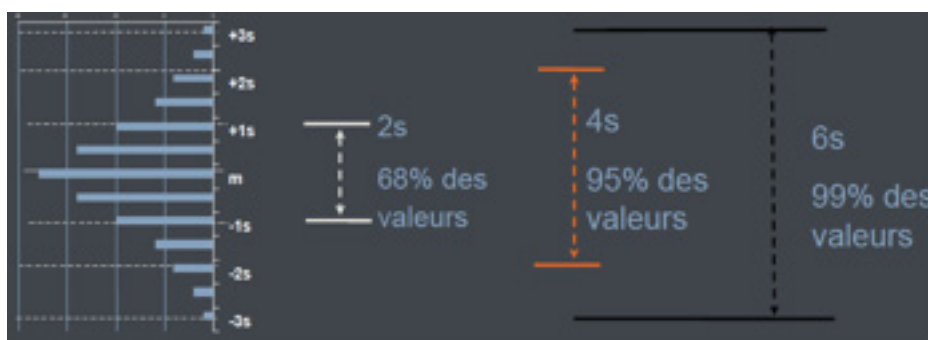 +3s
+2s
+1s
m
-1s
-2s
-3s
2s
68% des
valeurs
4s
95% des
valeurs
6s
99% des
valeurs